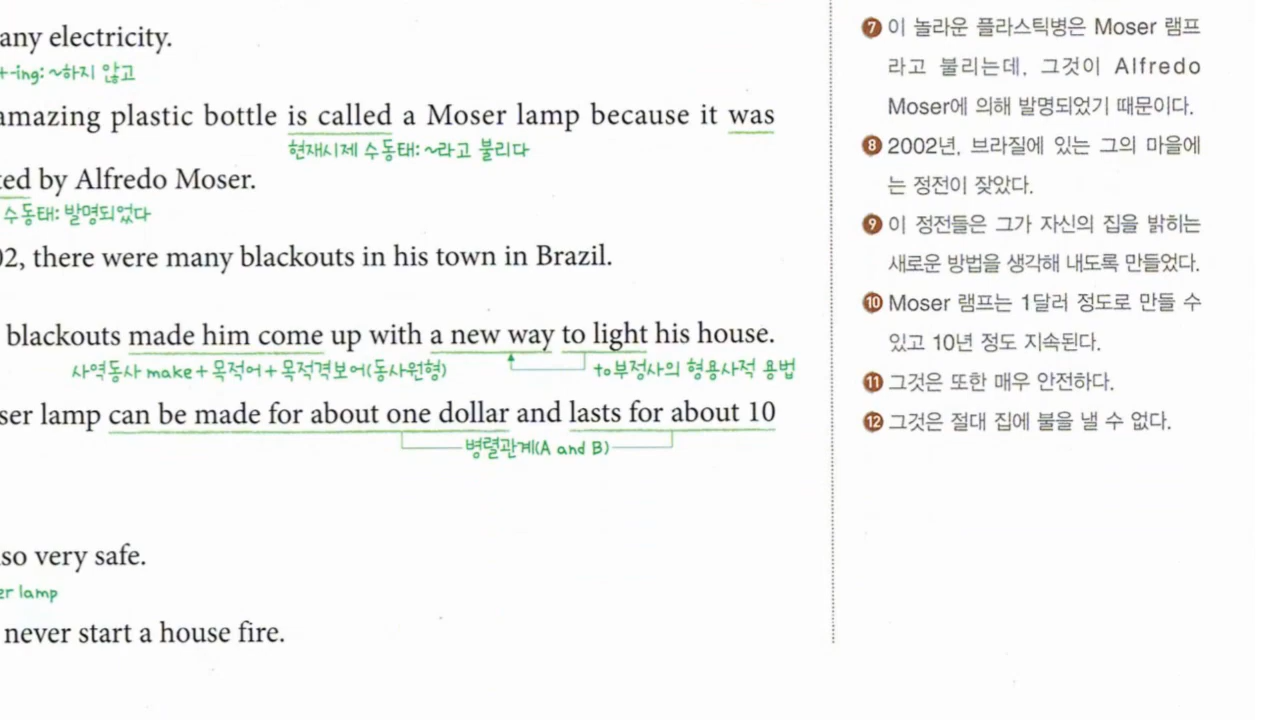 any electricity.
+-ing: ~하지 않고
amazing plastic bottle is called a Moser lamp because it was
현재시제 수동태: ~라고 불리다
ed by Alfredo Moser.
수동태: 발명되었다
02, there were many blackouts in his town in Brazil.
blackouts made him come up with a new way to light his house.
사역동사 make+목적어+목적격보어(동사원형)
to부정사의 형용사적 용법
ser lamp can be made for about one dollar and lasts for about 10
병렬관계(A and B)
so very safe.
er lamp
never start a house fire.
❼ 이 놀라운 플라스틱병은 Moser 램프
라고 불리는데, 그것이 Alfredo
Moser에 의해 발명되었기 때문이다.
❽ 2002년, 브라질에 있는 그의 마을에
는 정전이 잦았다.
❾ 이 정전들은 그가 자신의 집을 밝히는
새로운 방법을 생각해 내도록 만들었다.
❿ Moser 램프는 1달러 정도로 만들 수
있고 10년 정도 지속된다.
⓫ 그것은 또한 매우 안전하다.
⓬ 그것은 절대 집에 불을 낼 수 없다.